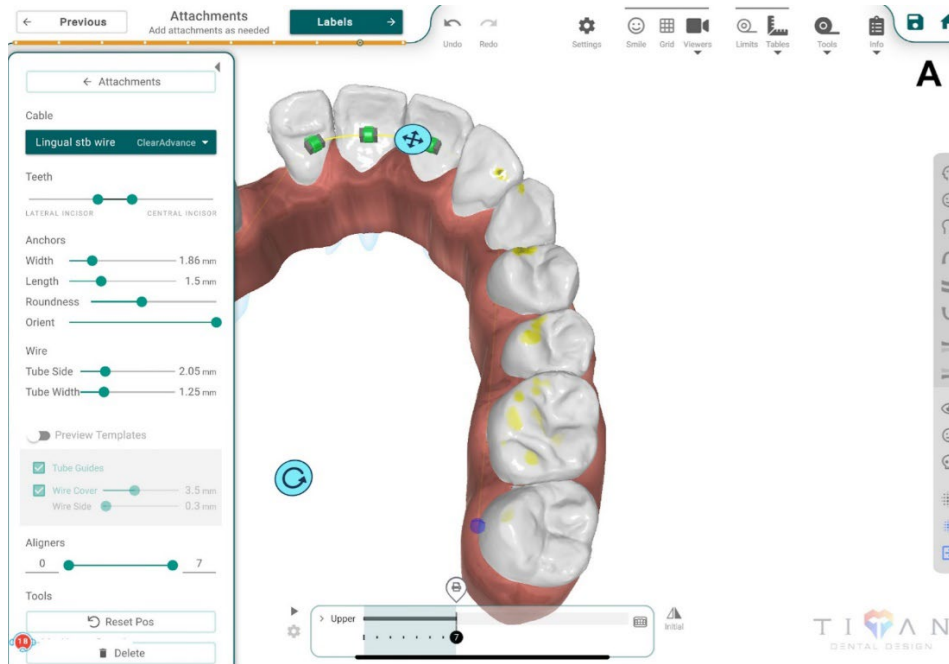 ← Previous
Attachments
Add attachments as needed
Labels →
Undo
Redo
Settings
Smile
Grid
Viewers
Limits
Tables
Tools
Info
A
← Attachments
Cable
Lingual stb wire ClearAdvance
Teeth
LATERAL INCISOR CENTRAL INCISOR
Anchors
Width 1.86 mm
Length 1.5 mm
Roundness
Orient
Wire
Tube Side 2.05 mm
Tube Width 1.25 mm
Preview Templates
Tube Guides
Wire Cover 3.5 mm
Wire Side 0.3 mm
Aligners
0 7
Tools
Reset Pos
18
Delete
> Upper
7
Initial
TITAN
DENTAL DESIGN